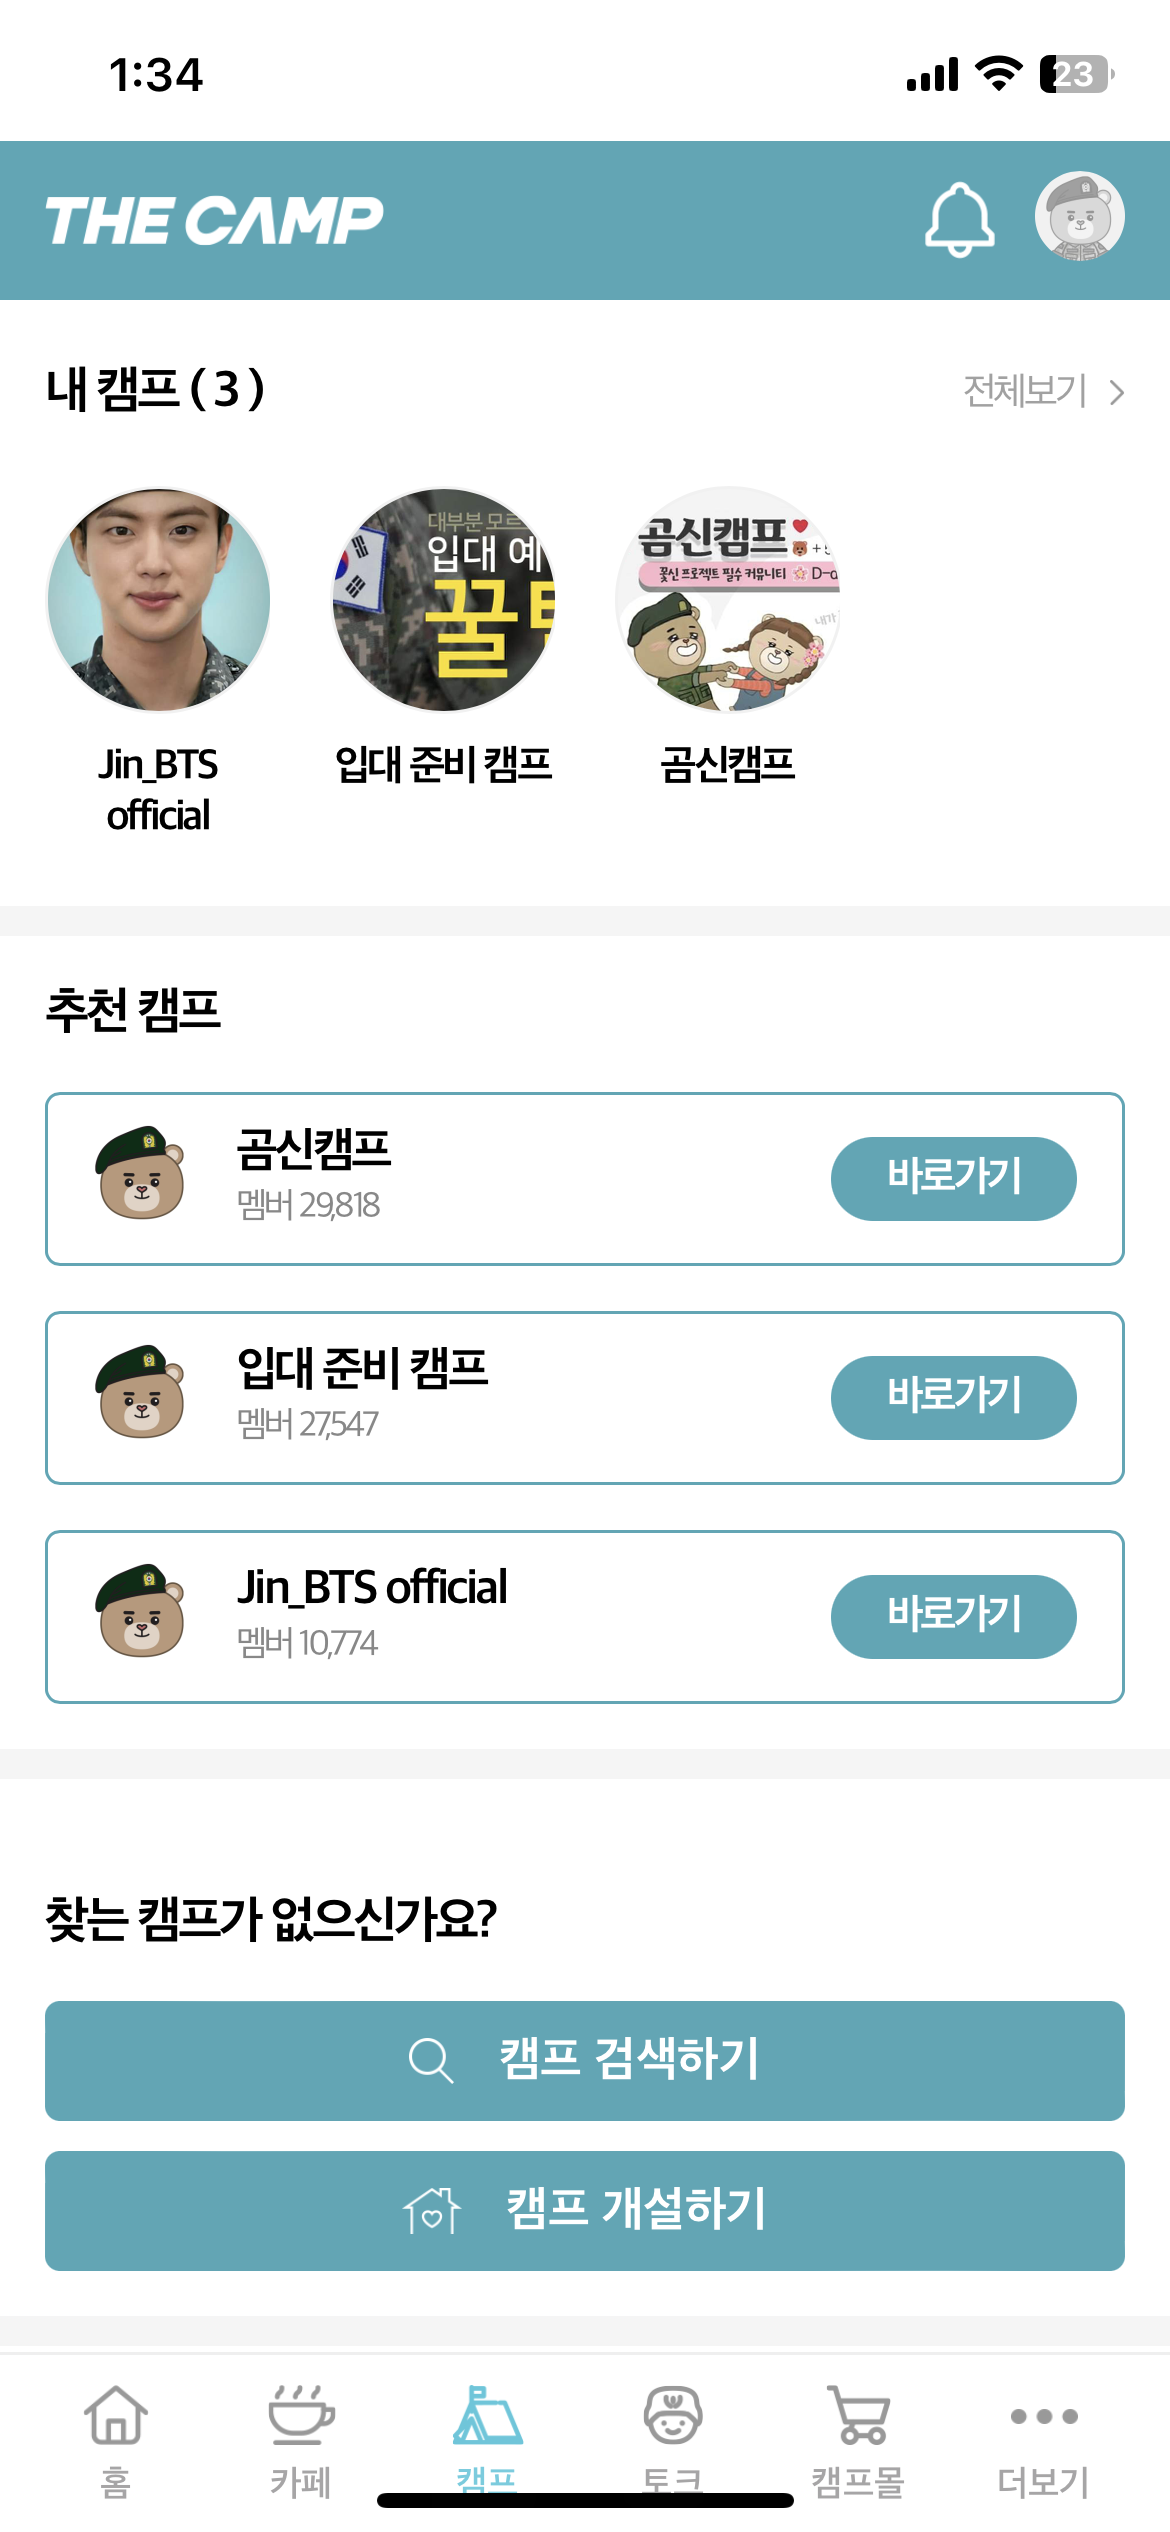 1:34
23
THE CAMP
내 캠프 ( 3 )
전체보기
대부분 모르
입대 예
꿀
곰신캠프
꽃신 프로젝트 필수 커뮤니티
내가
Jin_BTS
official
입대 준비 캠프
곰신캠프
추천 캠프
곰신캠프
멤버 29,818
바로가기
입대 준비 캠프
멤버 27,547
바로가기
Jin_BTS official
멤버 10,774
바로가기
찾는 캠프가 없으신가요?
캠프 검색하기
캠프 개설하기
홈
카페
캠프
토크
캠프몰
더보기